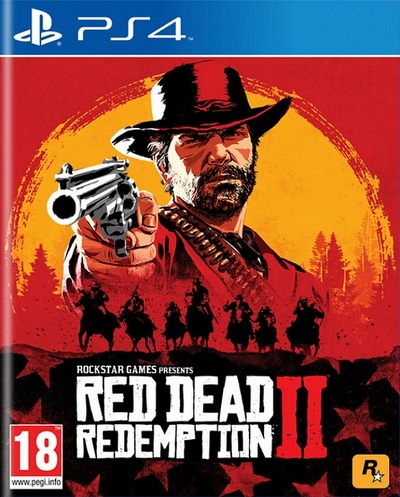 PS4
ROCKSTAR GAMES PRESENTS
RED DEAD
REDEMPTION II
18
www.pegi.info
R